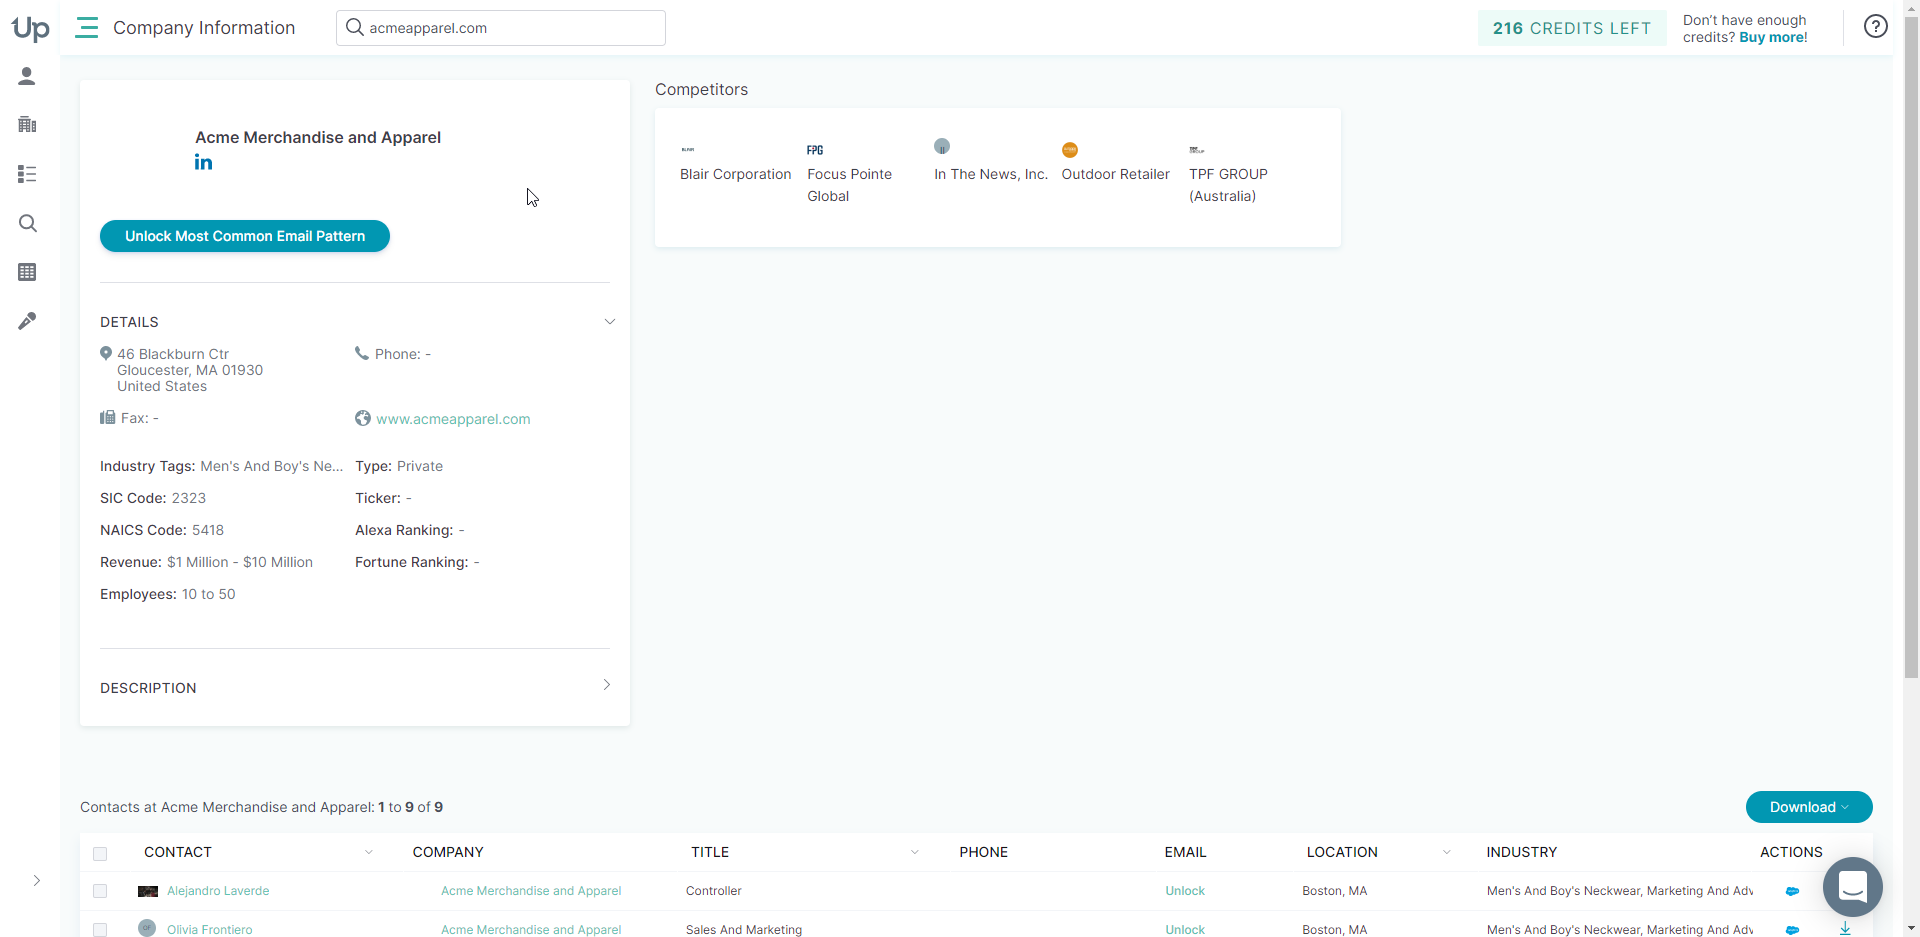 Up
Company Information
acmeapparel.com
216 CREDITS LEFT
Don't have enough
credits? Buy more!
Acme Merchandise and Apparel
in
Unlock Most Common Email Pattern
DETAILS
46 Blackburn Ctr
Gloucester, MA 01930
United States
Phone: -
Fax: -
www.acmeapparel.com
Industry Tags: Men's And Boy's Ne...
Type: Private
SIC Code: 2323
Ticker: -
NAICS Code: 5418
Alexa Ranking: -
Revenue: $1 Million - $10 Million
Fortune Ranking: -
Employees: 10 to 50
DESCRIPTION
Competitors
BLAIR
Blair Corporation
FPG
Focus Pointe
Global
In The News, Inc.
Outdoor Retailer
TPF GROUP
(Australia)
Contacts at Acme Merchandise and Apparel: 1 to 9 of 9
Download
CONTACT COMPANY TITLE PHONE EMAIL LOCATION INDUSTRY ACTIONS
Alejandro Laverde Acme Merchandise and Apparel Controller Unlock Boston, MA Men's And Boy's Neckwear, Marketing And Adv
OF Olivia Frontiero Acme Merchandise and Apparel Sales And Marketing Unlock Boston, MA Men's And Boy's Neckwear, Marketing And Adv